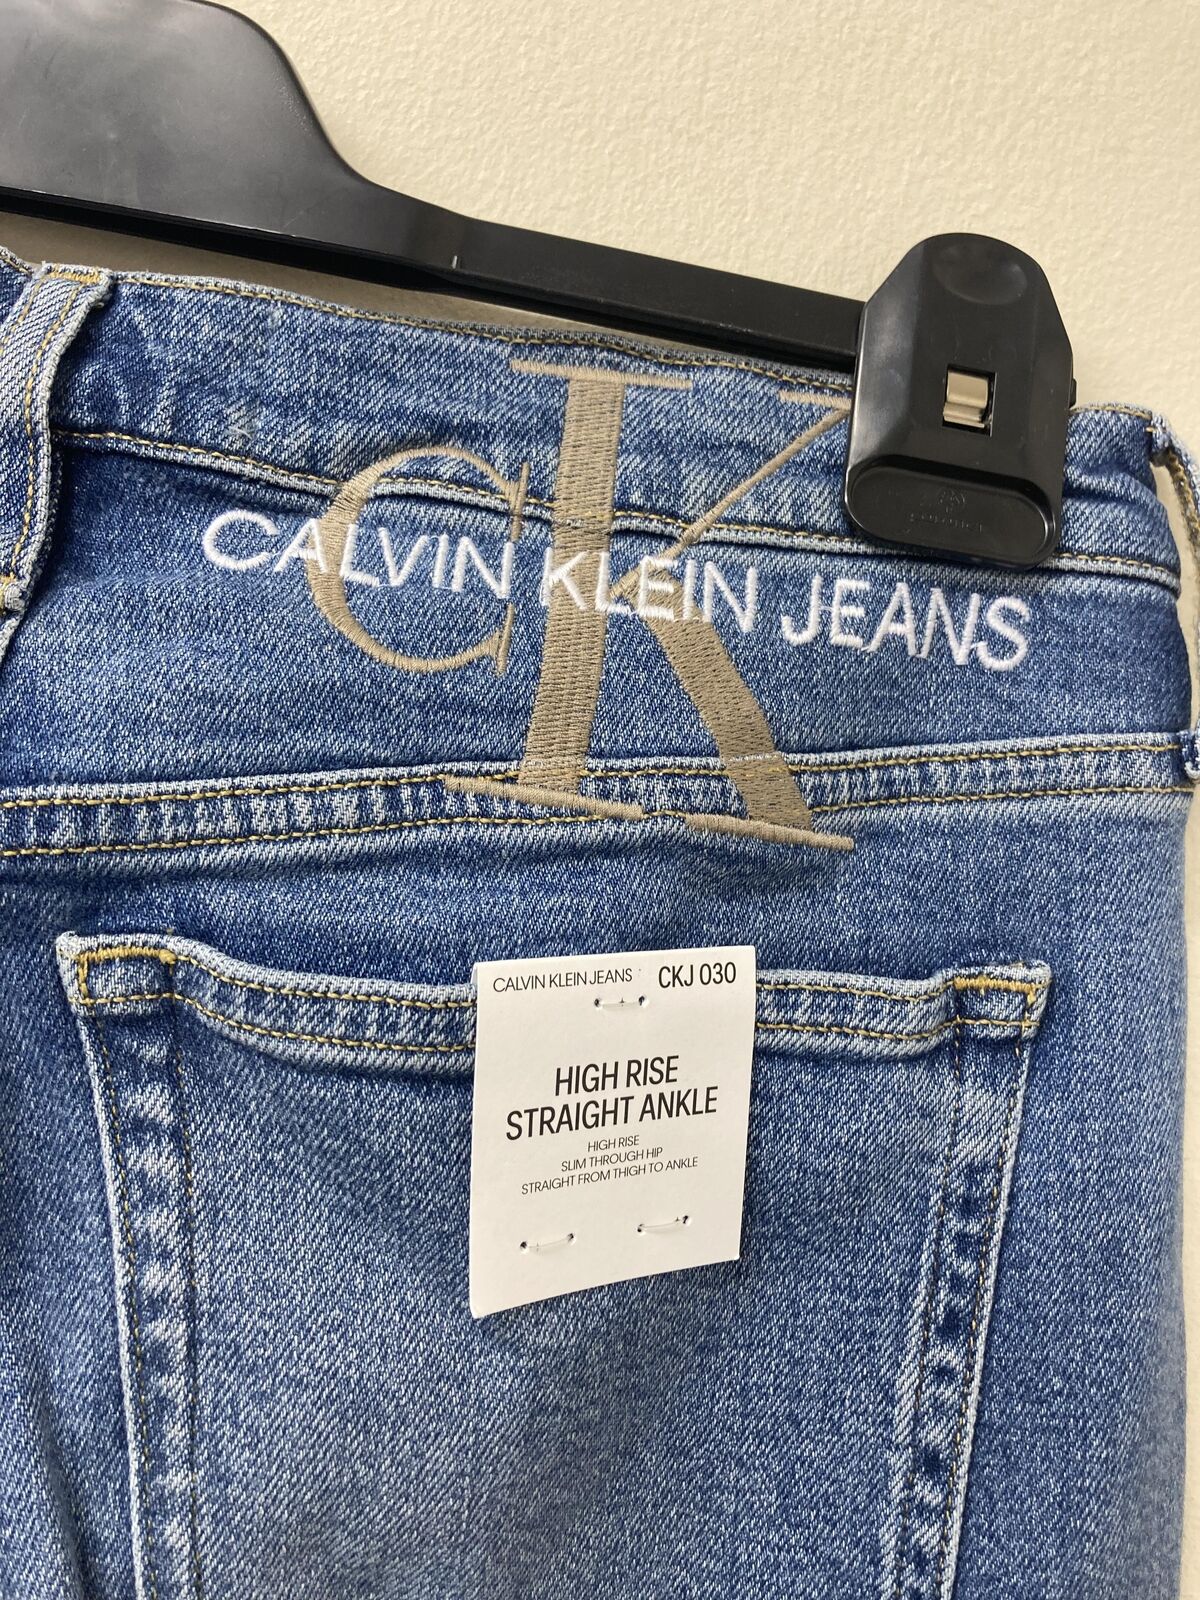 CK
CALVIN KLEIN JEANS
CALVIN KLEIN JEANS CKJ 030
HIGH RISE
STRAIGHT ANKLE
HIGH RISE
SLIM THROUGH HIP
STRAIGHT FROM THIGH TO ANKLE